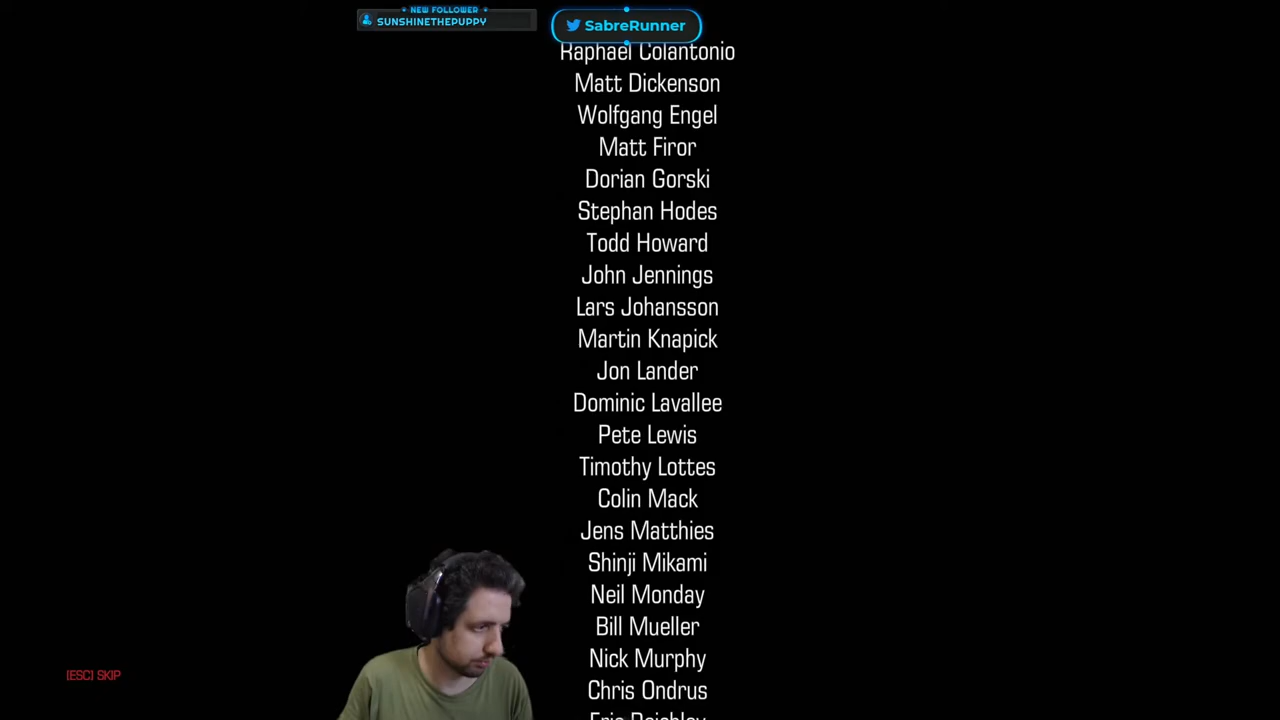 NEW FOLLOWER
SUNSHINETHEPUPPY
SabreRunner
Raphael Colantonio
Matt Dickenson
Wolfgang Engel
Matt Firor
Dorian Gorski
Stephan Hodes
Todd Howard
John Jennings
Lars Johansson
Martin Knapick
Jon Lander
Dominic Lavallee
Pete Lewis
Timothy Lottes
Colin Mack
Jens Matthies
Shinji Mikami
Neil Monday
Bill Mueller
Nick Murphy
Chris Ondrus
[ESC] SKIP